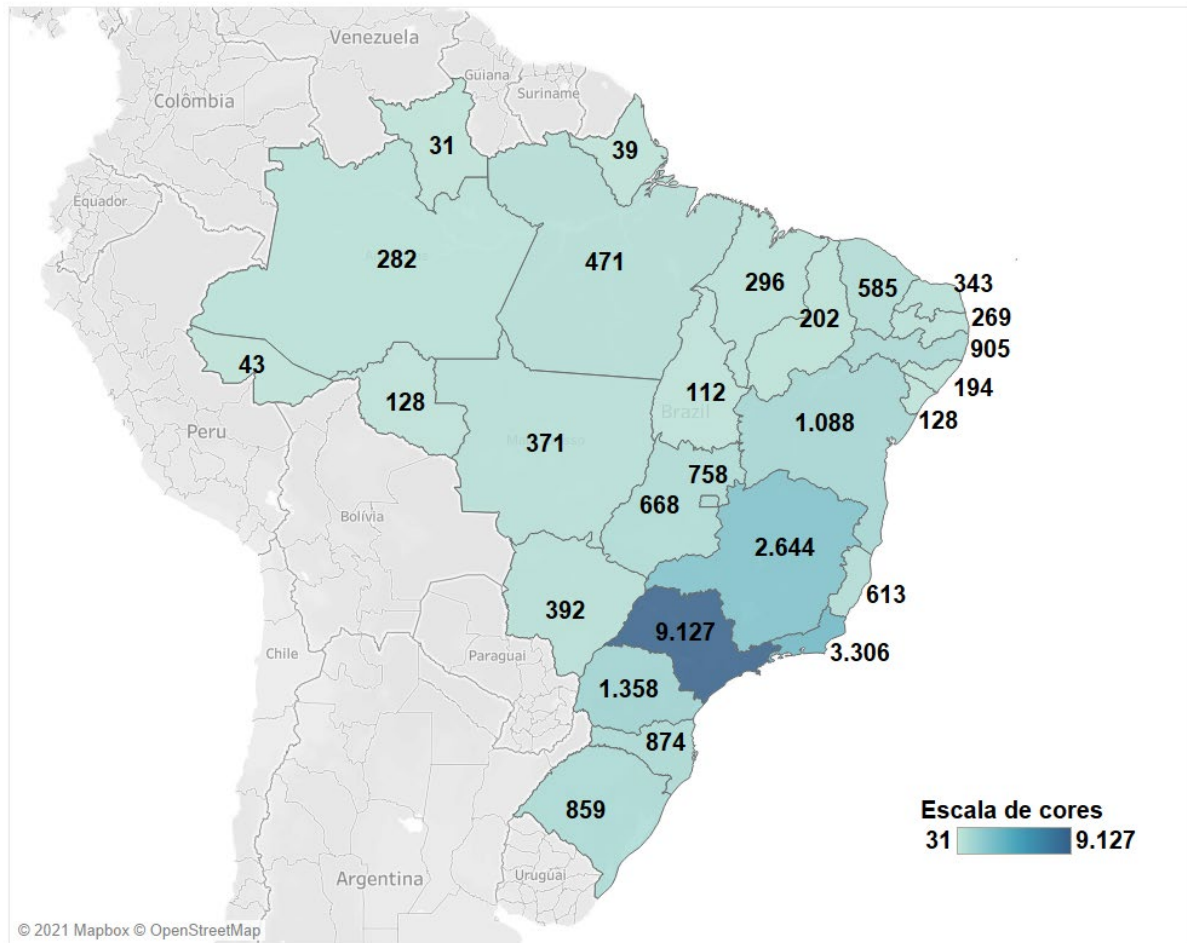 Venezuela
Guiana
Suriname
Colômbia
31
39
Equador
282
471
296
585
343
202
269
905
43
128
112
194
Brazil
1.088
128
Peru
371
758
668
Bolívia
2.644
392
613
9.127
Chile
Paraguai
3.306
1.358
874
859
Escala de cores
31 9.127
Uruguai
Argentina
© 2021 Mapbox © OpenStreetMap